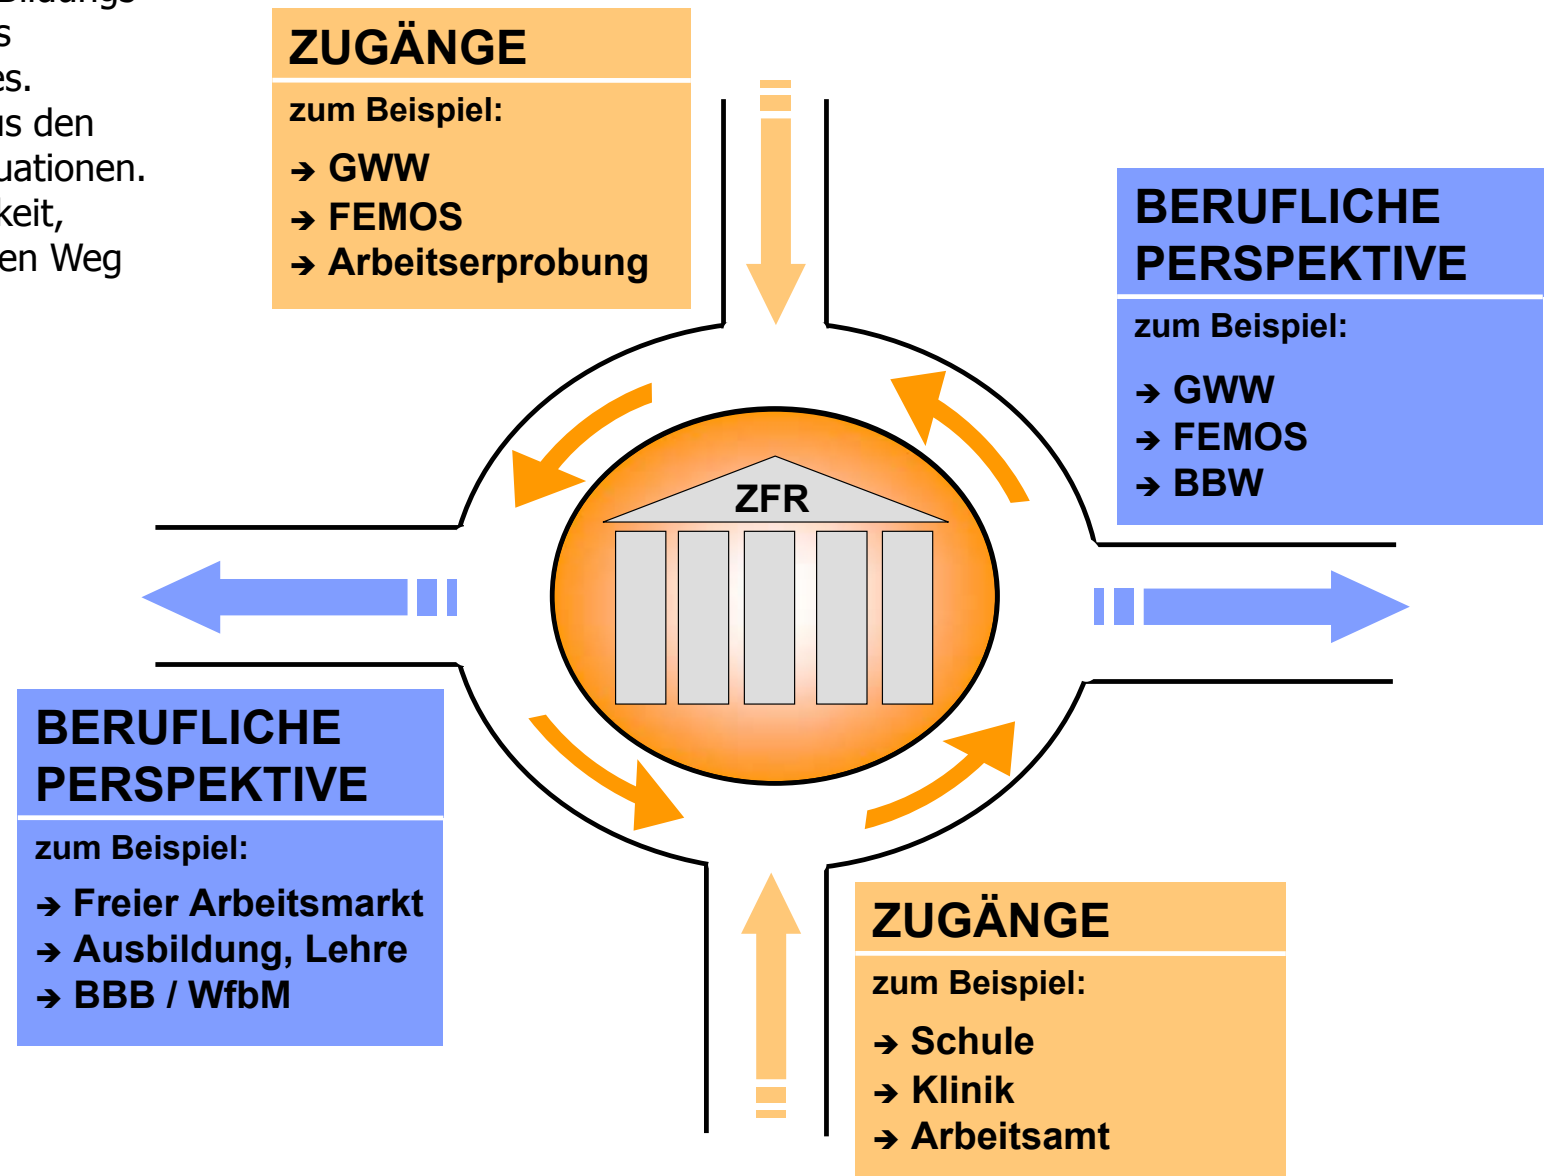 s
es.
us den
uationen.
keit,
en Weg
ZUGÄNGE
zum Beispiel:
➔ GWW
➔ FEMOS
➔ Arbeitserprobung
BERUFLICHE
PERSPEKTIVE
zum Beispiel:
➔ GWW
➔ FEMOS
➔ BBW
ZFR
BERUFLICHE
PERSPEKTIVE
zum Beispiel:
➔ Freier Arbeitsmarkt
➔ Ausbildung, Lehre
➔ BBB / WfbM
ZUGÄNGE
zum Beispiel:
➔ Schule
➔ Klinik
➔ Arbeitsamt